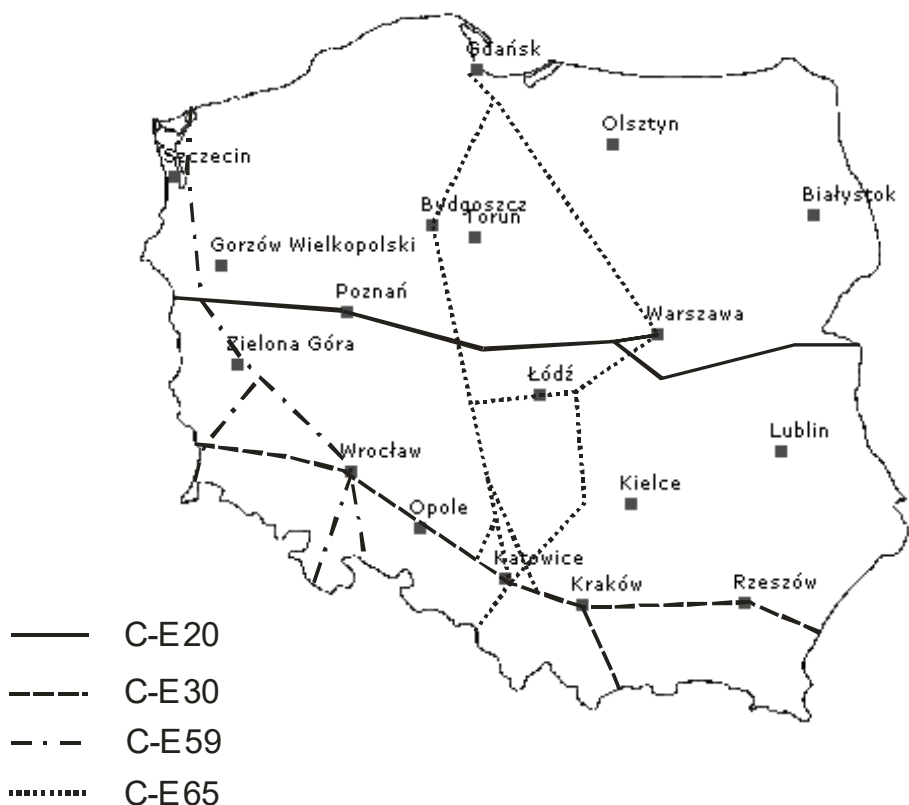 Gdańsk
Olsztyn
Szczecin
Białystok
Bydgoszcz
Toruń
Gorzów Wielkopolski
Poznań
Warszawa
Zielona Góra
Łódź
Lublin
Wrocław
Kielce
Opole
Katowice
Kraków
Rzeszów
C-E20
C-E30
C-E59
C-E65